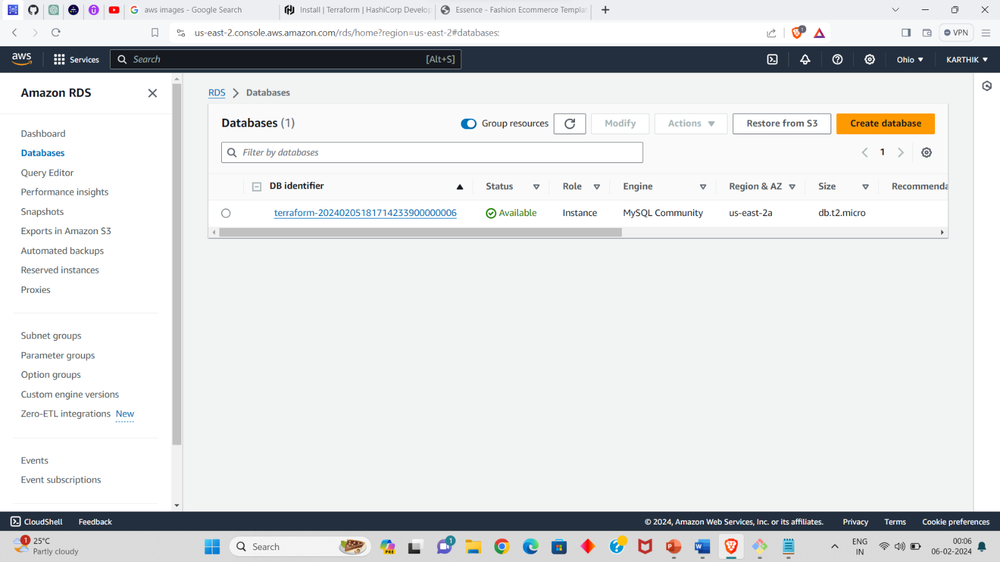 aws images - Google Search
Install | Terraform | HashiCorp Develop
Essence - Fashion Ecommerce Templat
us-east-2.console.aws.amazon.com/rds/home?region=us-east-2#databases:
1
VPN
aws
Services
Search
[Alt+S]
Ohio
KARTHIK
Amazon RDS
Dashboard
Databases
Query Editor
Performance insights
Snapshots
Exports in Amazon S3
Automated backups
Reserved instances
Proxies
Subnet groups
Parameter groups
Option groups
Custom engine versions
Zero-ETL integrations New
Events
Event subscriptions
RDS > Databases
Databases (1)
Group resources
Modify
Actions
Restore from S3
Create database
Filter by databases
1
DB identifier
Status
Role
Engine
Region & AZ
Size
Recommenda
terraform-20240205181714233900000006
Available
Instance
MySQL Community
us-east-2a
db.t2.micro
CloudShell
Feedback
© 2024, Amazon Web Services, Inc. or its affiliates.
Privacy
Terms
Cookie preferences
1
25°C
Partly cloudy
Search
PRE
1
ENG
IN
00:06
06-02-2024